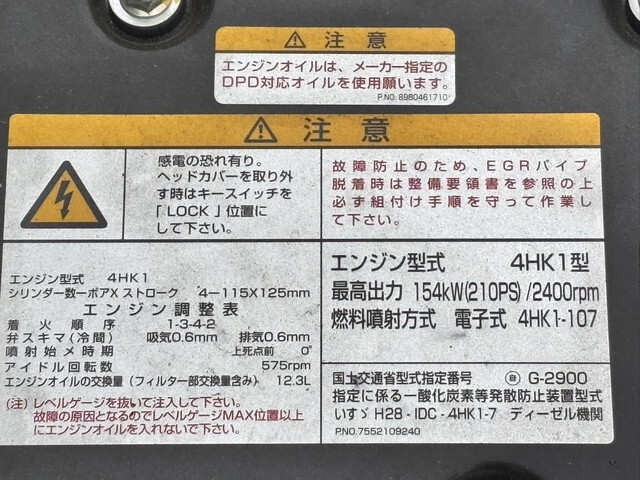 ⚠ 注意
エンジンオイルは、メーカー指定の
DPD対応オイルを使用願います。
P.NO. 8980461710
⚠ 注意
感電の恐れ有り。
ヘッドカバーを取り外
す時はキースイッチを
「LOCK」位置に
して下さい。
故障防止のため、EGRパイプ
脱着時は整備要領書を参照の上
必ず組付け手順を守って作業し
て下さい。
エンジン型式 4HK1
シリンダー数ーボアX ストローク 4－115X125mm
エンジン調整表
着火順序 1-3-4-2
弁スキマ(冷間) 吸気0.6mm 排気0.6mm
噴射始メ時期 上死点前 0°
アイドル回転数 575rpm
エンジンオイルの交換量(フィルター部交換量含み) 12.3L
(注) レベルゲージを抜いて注入して下さい。
故障の原因となるのでレベルゲージMAX位置以上
にエンジンオイルを入れないで下さい。
エンジン型式 4HK1型
最高出力 154kW(210PS) /2400rpm
燃料噴射方式 電子式 4HK1-107
国土交通省型式指定番号 自 G-2900
指定に係る一酸化炭素等発散防止装置型式
いすゞ H28 - IDC - 4HK1-7 ディーゼル機関
P.NO.7552109240